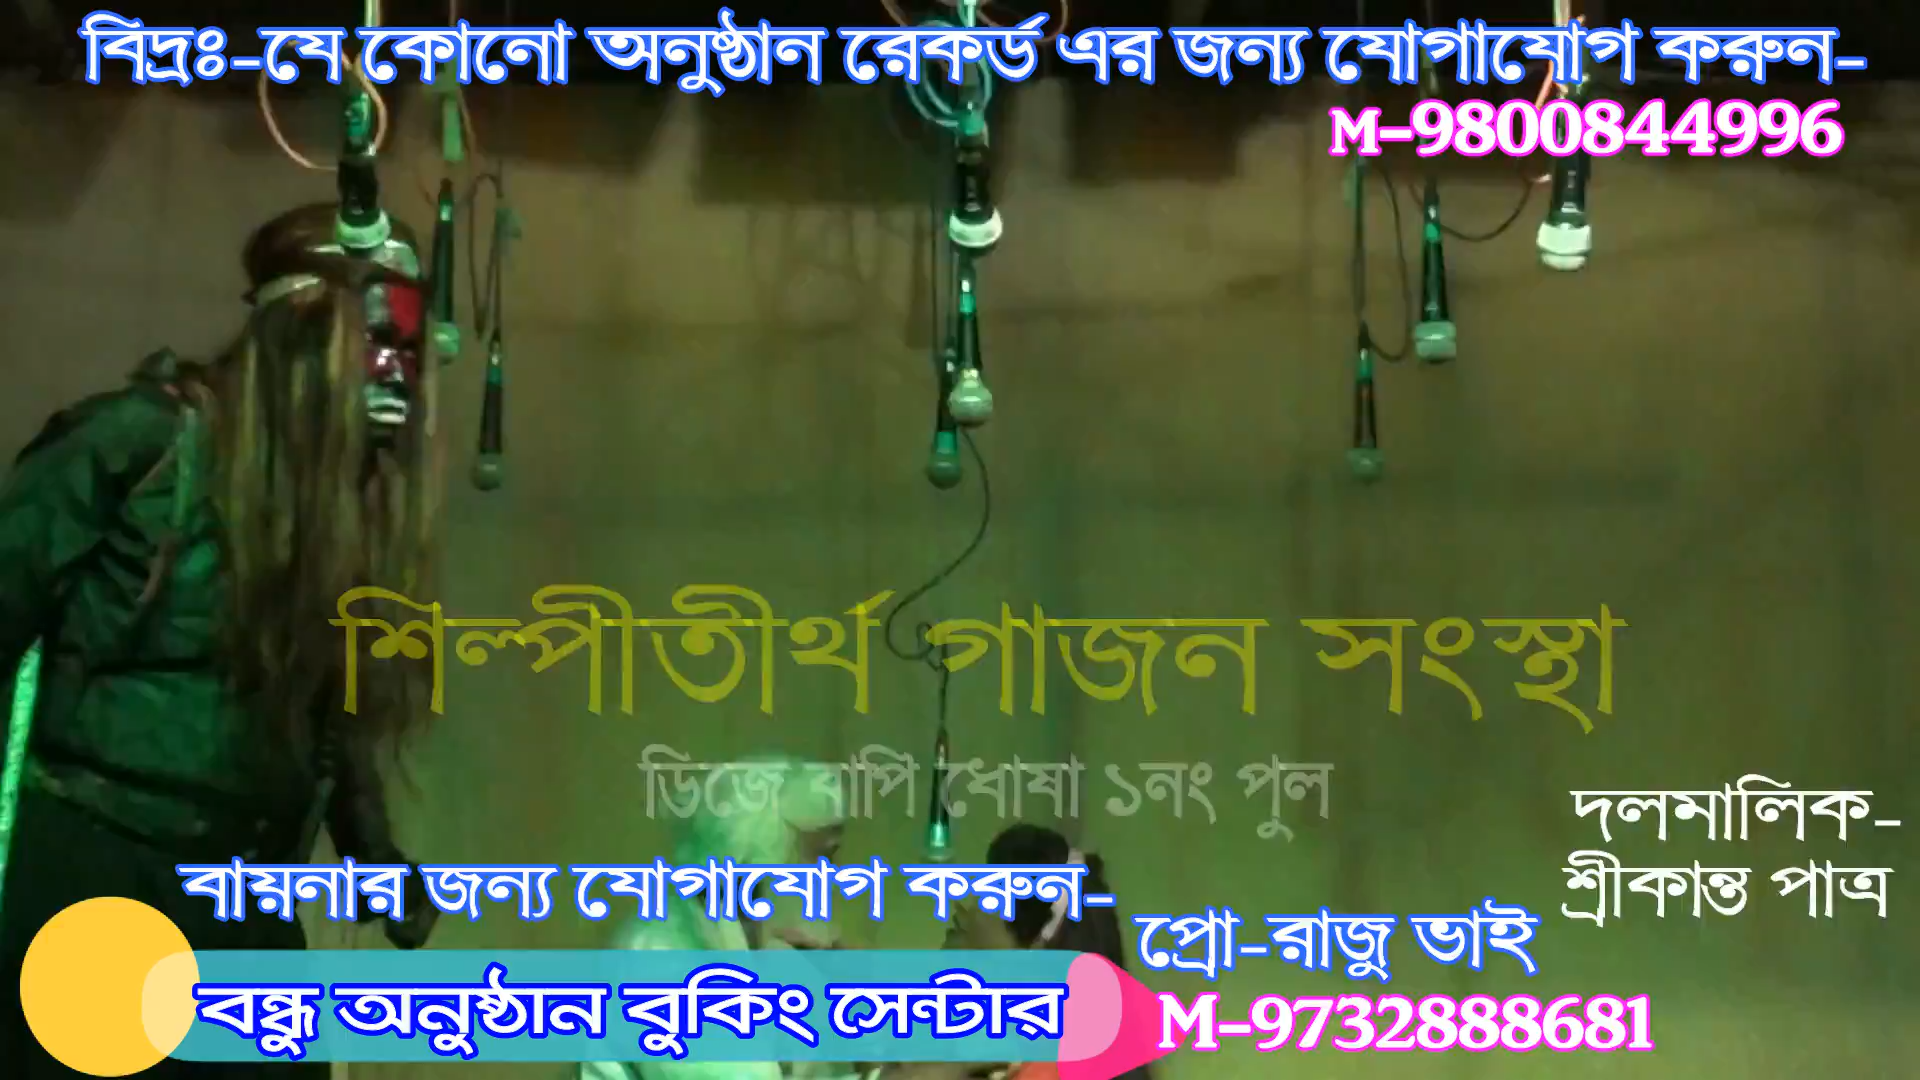 বিদ্রঃ-যে কোনো অনুষ্ঠান রেকর্ড এর জন্য যোগাযোগ করুন-
M-9800844996
শিল্পীতীর্থ গাজন সংস্থা
ডিজে বাপি ধোষা ১নং পুল
দলমালিক-
শ্রীকান্ত পাত্র
বায়নার জন্য যোগাযোগ করুন-
প্রো-রাজু ভাই
বন্ধু অনুষ্ঠান বুকিং সেন্টার
M-9732888681